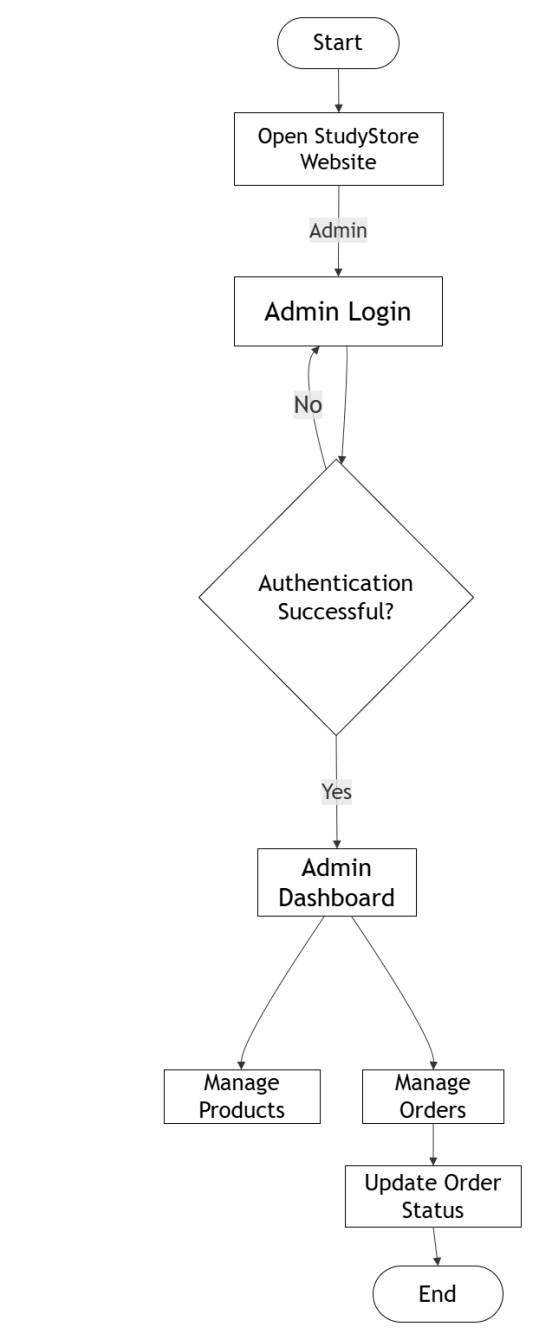 Start
Open StudyStore
Website
Admin
Admin Login
No
Authentication
Successful?
Yes
Admin
Dashboard
Manage
Products
Manage
Orders
Update Order
Status
End